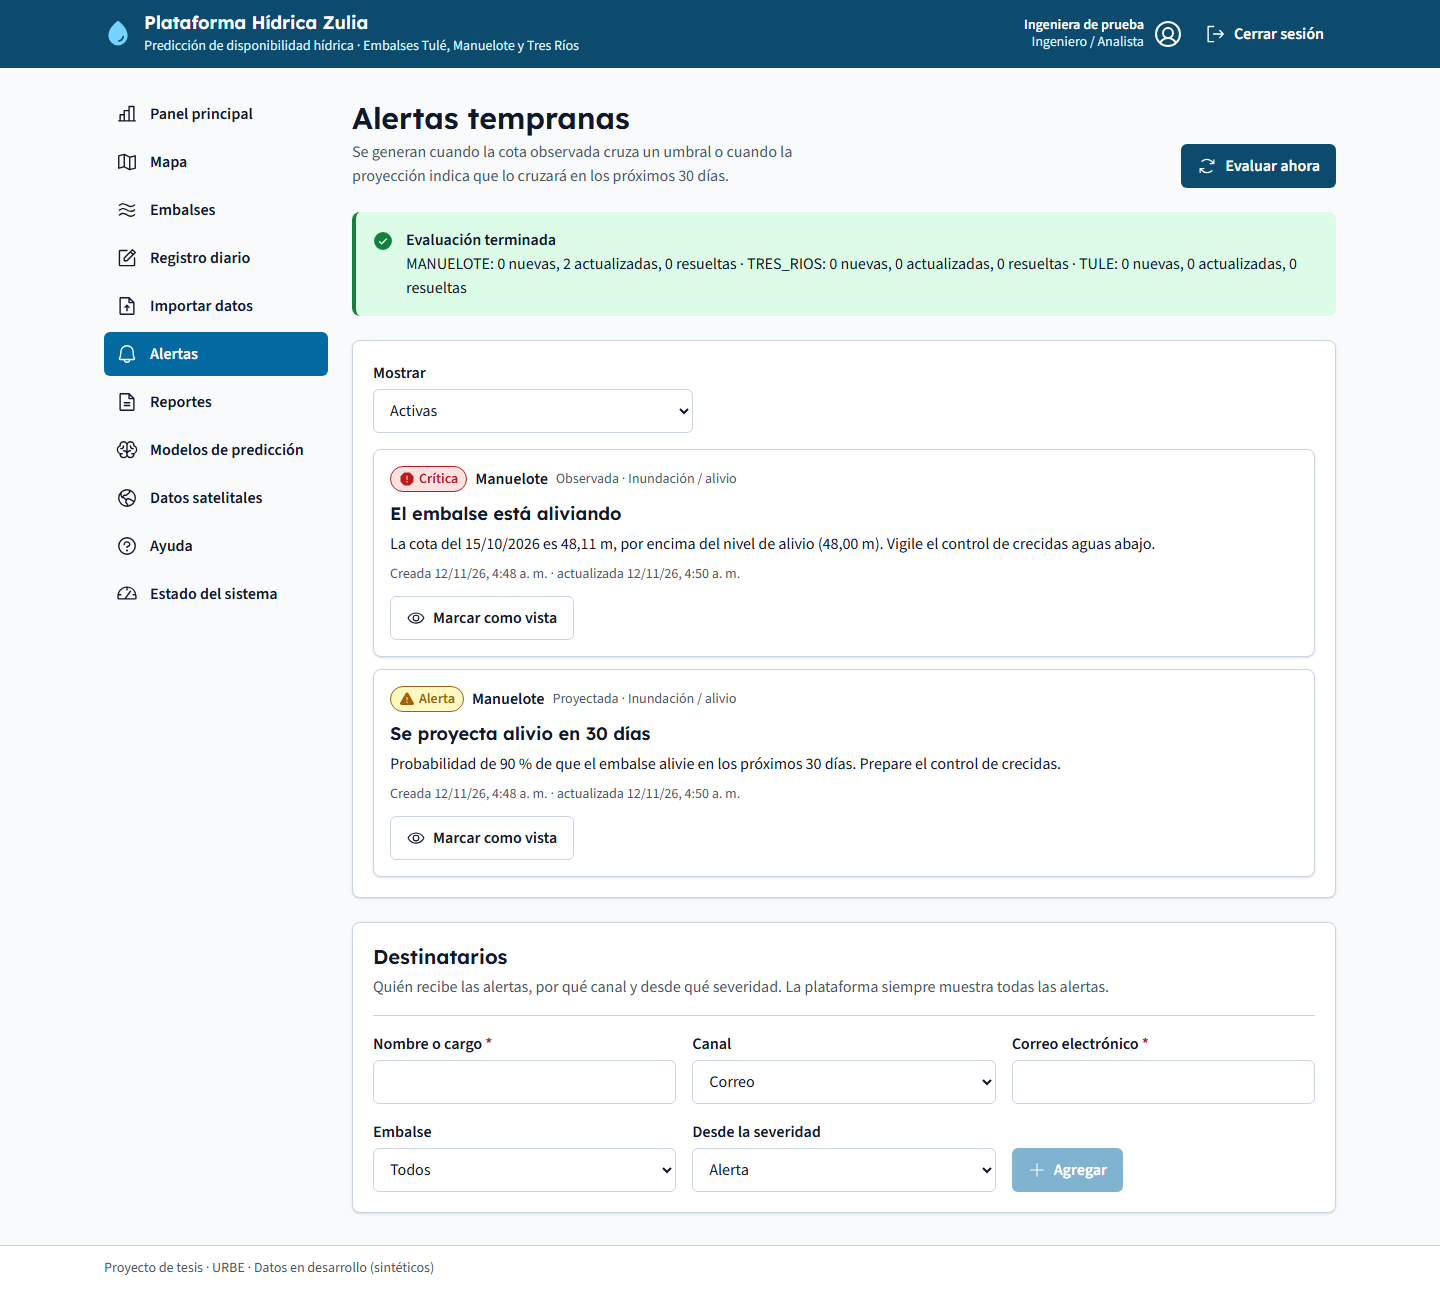 Plataforma Hídrica Zulia
Predicción de disponibilidad hídrica · Embalses Tulé, Manuelote y Tres Ríos
Ingeniera de prueba
Ingeniero / Analista
Cerrar sesión
Panel principal
Mapa
Embalses
Registro diario
Importar datos
Alertas
Reportes
Modelos de predicción
Datos satelitales
Ayuda
Estado del sistema
Alertas tempranas
Se generan cuando la cota observada cruza un umbral o cuando la
proyección indica que lo cruzará en los próximos 30 días.
Evaluar ahora
Evaluación terminada
MANUELOTE: 0 nuevas, 2 actualizadas, 0 resueltas · TRES_RIOS: 0 nuevas, 0 actualizadas, 0 resueltas · TULE: 0 nuevas, 0 actualizadas, 0
resueltas
Mostrar
Activas
Crítica Manuelote Observada · Inundación / alivio
El embalse está aliviando
La cota del 15/10/2026 es 48,11 m, por encima del nivel de alivio (48,00 m). Vigile el control de crecidas aguas abajo.
Creada 12/11/26, 4:48 a. m. · actualizada 12/11/26, 4:50 a. m.
Marcar como vista
Alerta Manuelote Proyectada · Inundación / alivio
Se proyecta alivio en 30 días
Probabilidad de 90 % de que el embalse alivie en los próximos 30 días. Prepare el control de crecidas.
Creada 12/11/26, 4:48 a. m. · actualizada 12/11/26, 4:50 a. m.
Marcar como vista
Destinatarios
Quién recibe las alertas, por qué canal y desde qué severidad. La plataforma siempre muestra todas las alertas.
Nombre o cargo *
Canal
Correo
Correo electrónico *
Embalse
Todos
Desde la severidad
Alerta
Agregar
Proyecto de tesis · URBE · Datos en desarrollo (sintéticos)